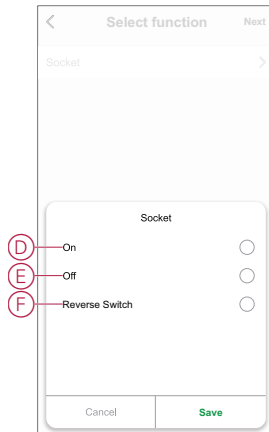 Select function Next
Socket
Socket
D On
E Off
F Reverse Switch
Cancel Save